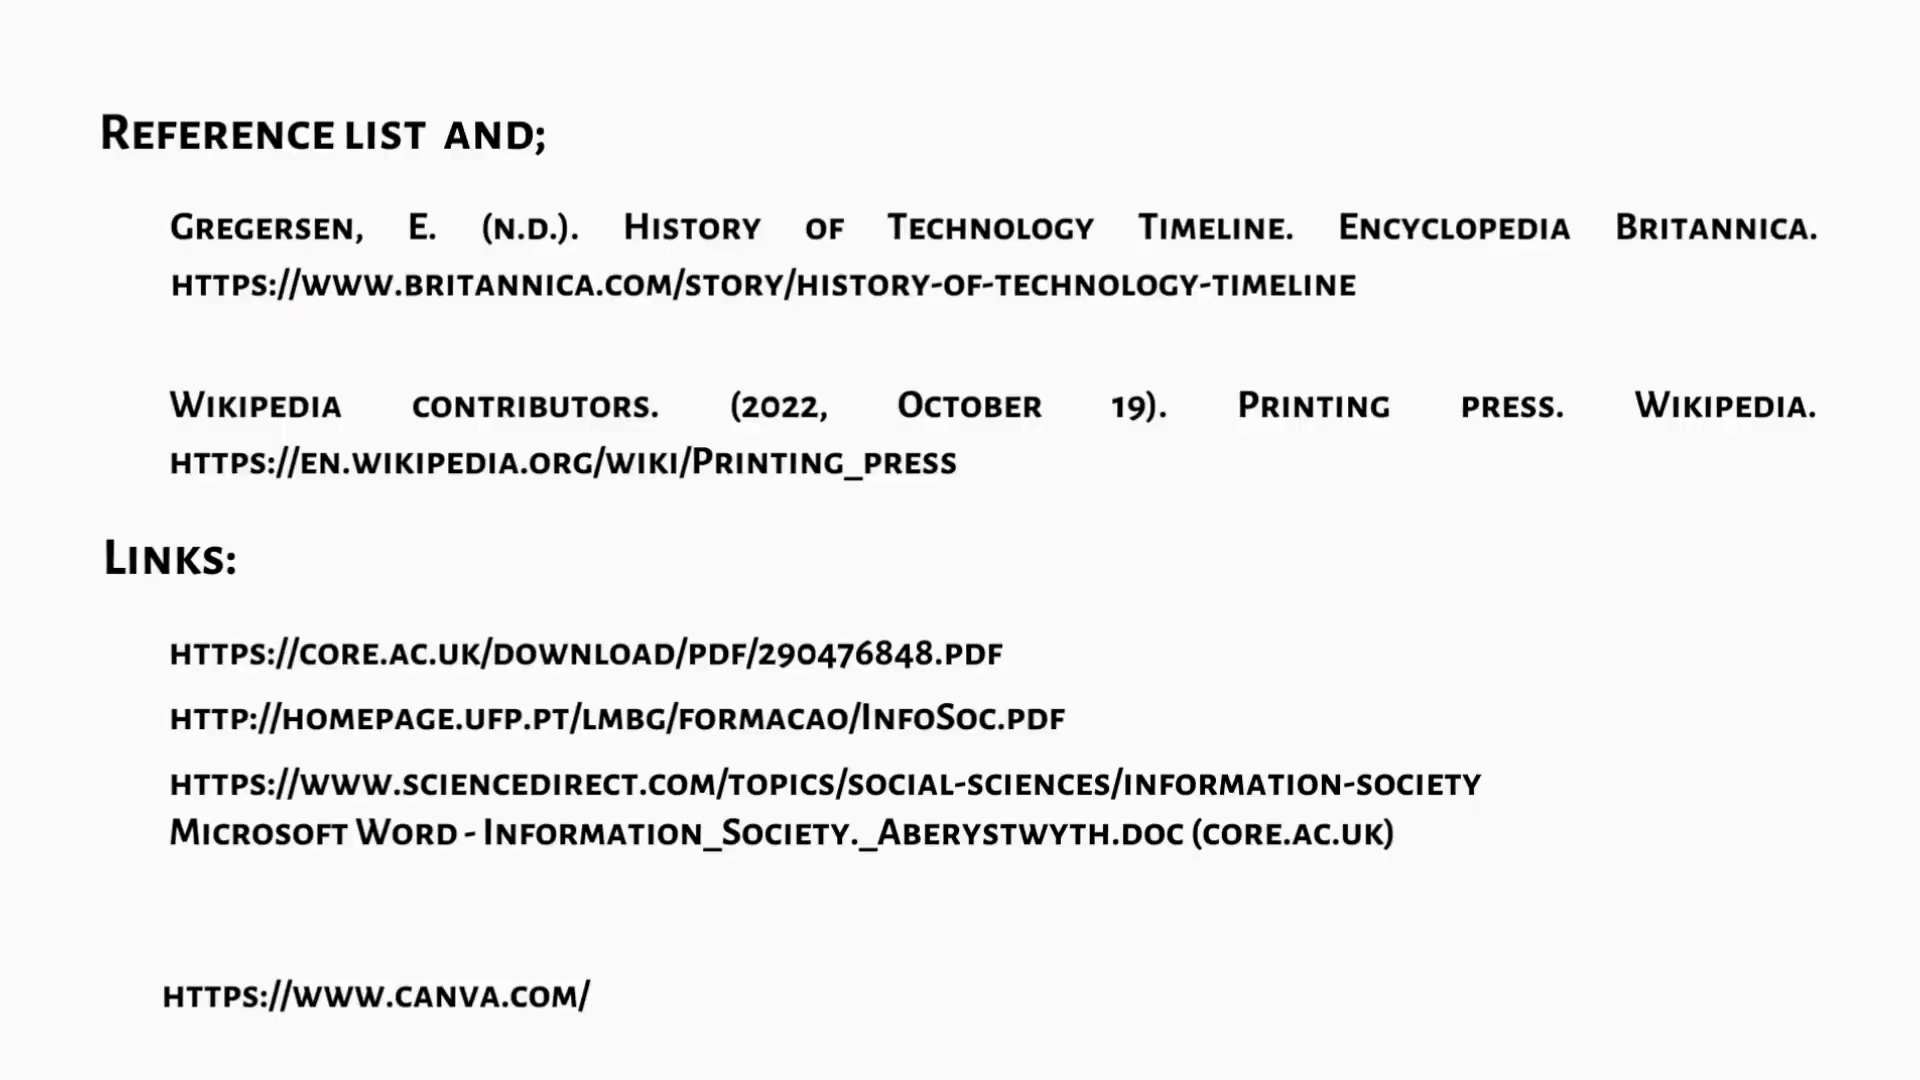 Reference list and;
Gregersen, E. (n.d.). History of Technology Timeline. Encyclopedia Britannica.
https://www.britannica.com/story/history-of-technology-timeline
Wikipedia contributors. (2022, October 19). Printing press. Wikipedia.
https://en.wikipedia.org/wiki/Printing_press
Links:
https://core.ac.uk/download/pdf/290476848.pdf
http://homepage.ufp.pt/lmbg/formacao/InfoSoc.pdf
https://www.sciencedirect.com/topics/social-sciences/information-society
Microsoft Word - Information_Society._Aberystwyth.doc (core.ac.uk)
https://www.canva.com/